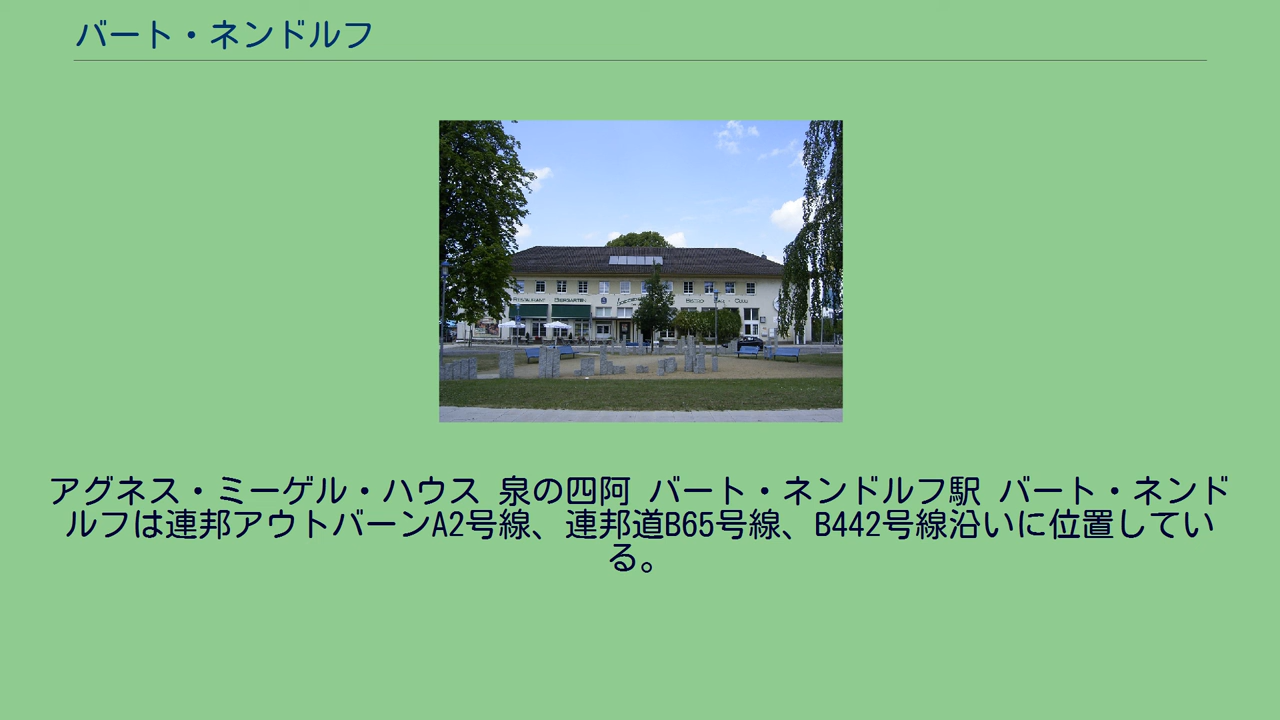 バート・ネンドルフ
RESTAURANT BIERGARTEN
アグネス・ミーゲル・ハウス 泉の四阿 バート・ネンドルフ駅 バート・ネンド
ルフは連邦アウトバーンA2号線、連邦道B65号線、B442号線沿いに位置してい
る。